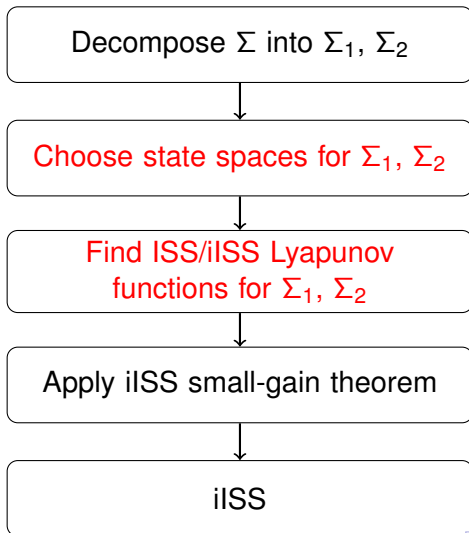 Decompose Σ into Σ₁, Σ₂
Choose state spaces for Σ₁, Σ₂
Find ISS/iISS Lyapunov
functions for Σ₁, Σ₂
Apply iISS small-gain theorem
iISS